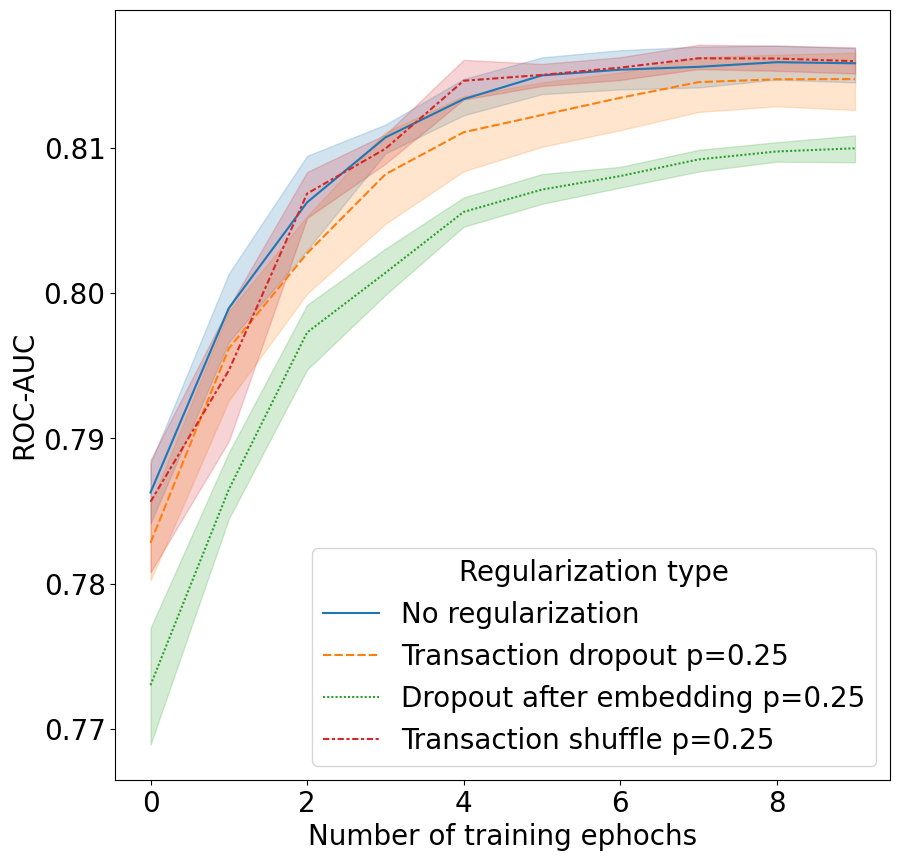 ROC-AUC
0.81
0.80
0.79
0.78
0.77
Regularization type
No regularization
Transaction dropout p=0.25
Dropout after embedding p=0.25
Transaction shuffle p=0.25
0 2 4 6 8
Number of training ephochs